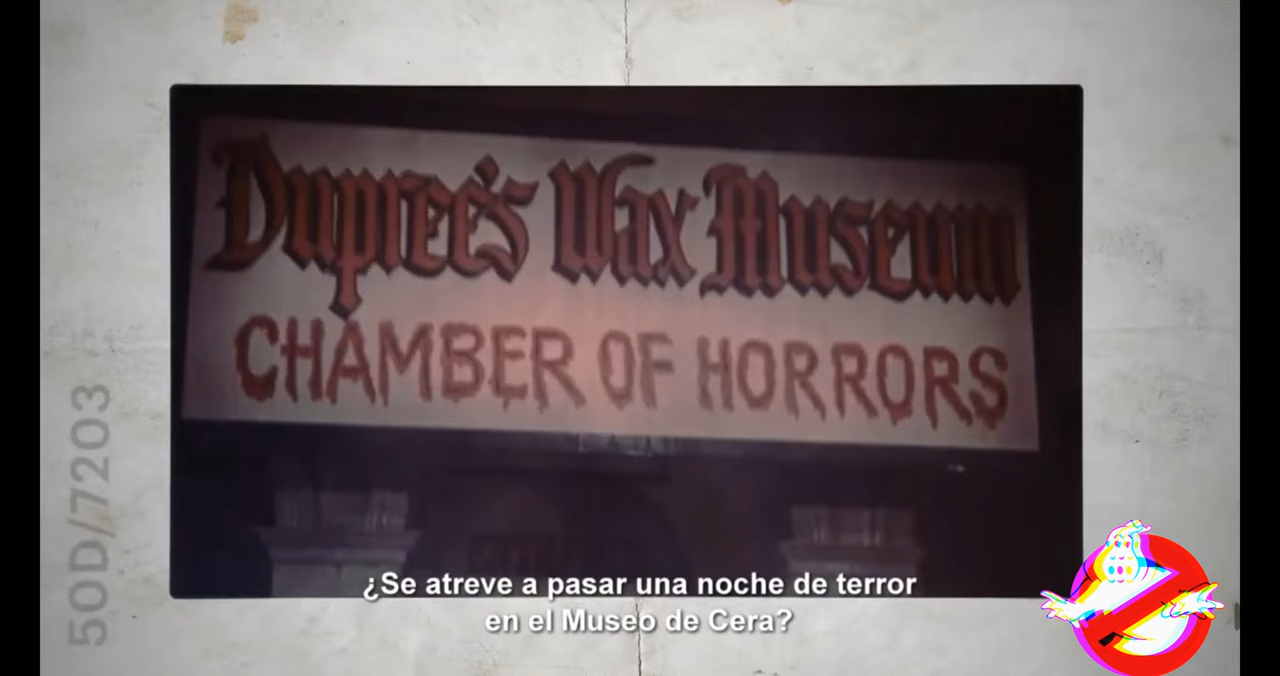 Dupree's Wax Museum
CHAMBER OF HORRORS
50D/7203
¿Se atreve a pasar una noche de terror
en el Museo de Cera?